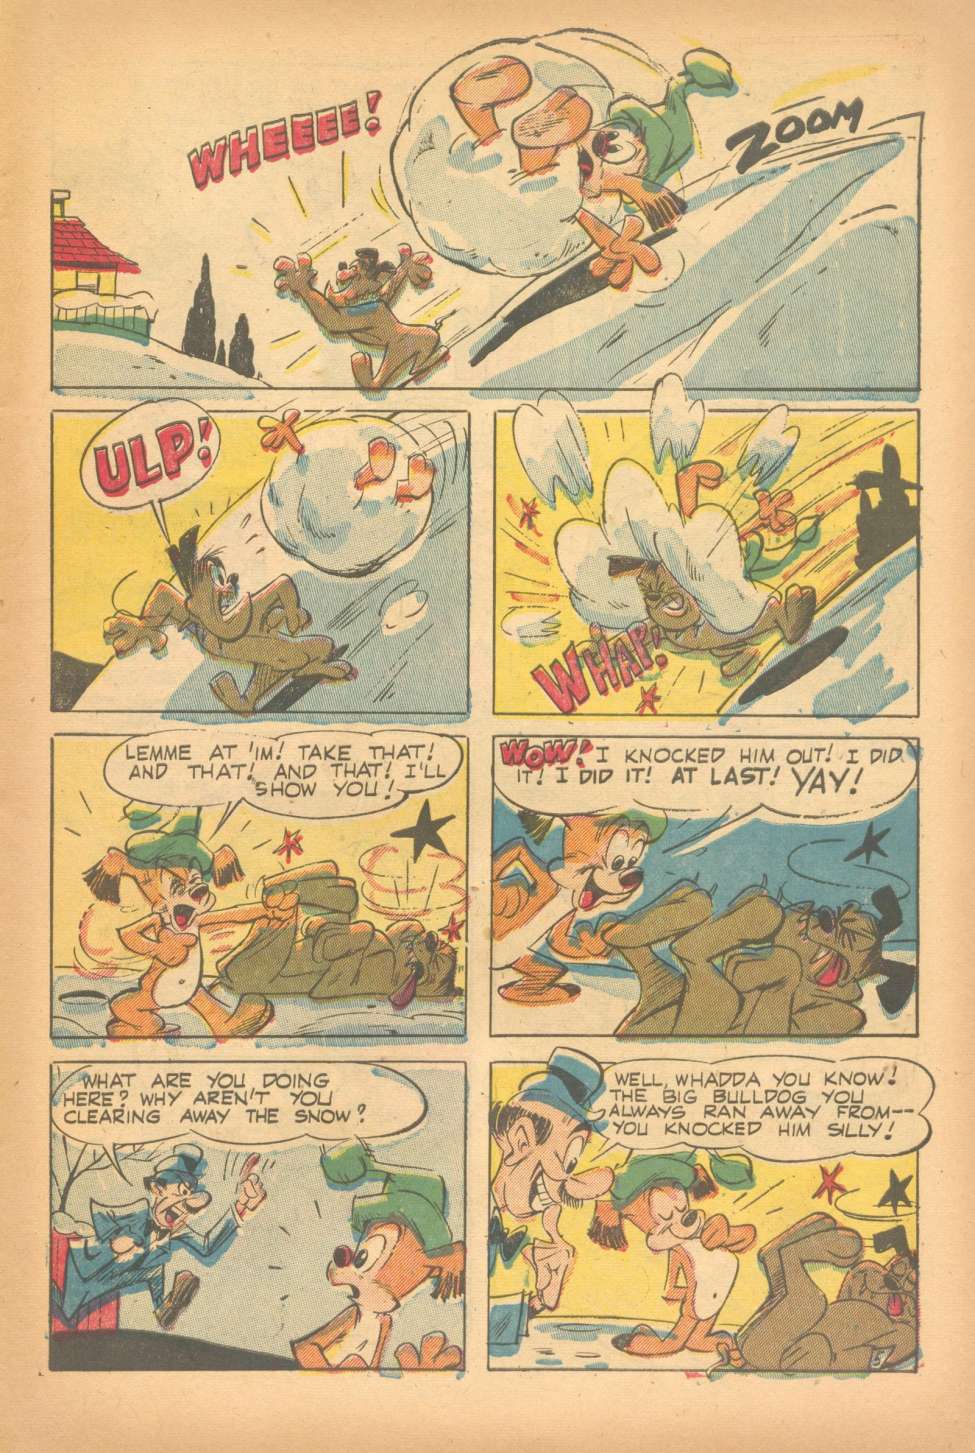 WHEEEE!
ZOOM
ULP!
WHAP!
LEMME AT 'IM! TAKE THAT!
AND THAT! AND THAT! I'LL
SHOW YOU!
WOW! I KNOCKED HIM OUT! I DID
IT! I DID IT! AT LAST! YAY!
WHAT ARE YOU DOING
HERE? WHY AREN'T YOU
CLEARING AWAY THE SNOW?
WELL, WHADDA YOU KNOW!
THE BIG BULLDOG YOU
ALWAYS RAN AWAY FROM--
YOU KNOCKED HIM SILLY!